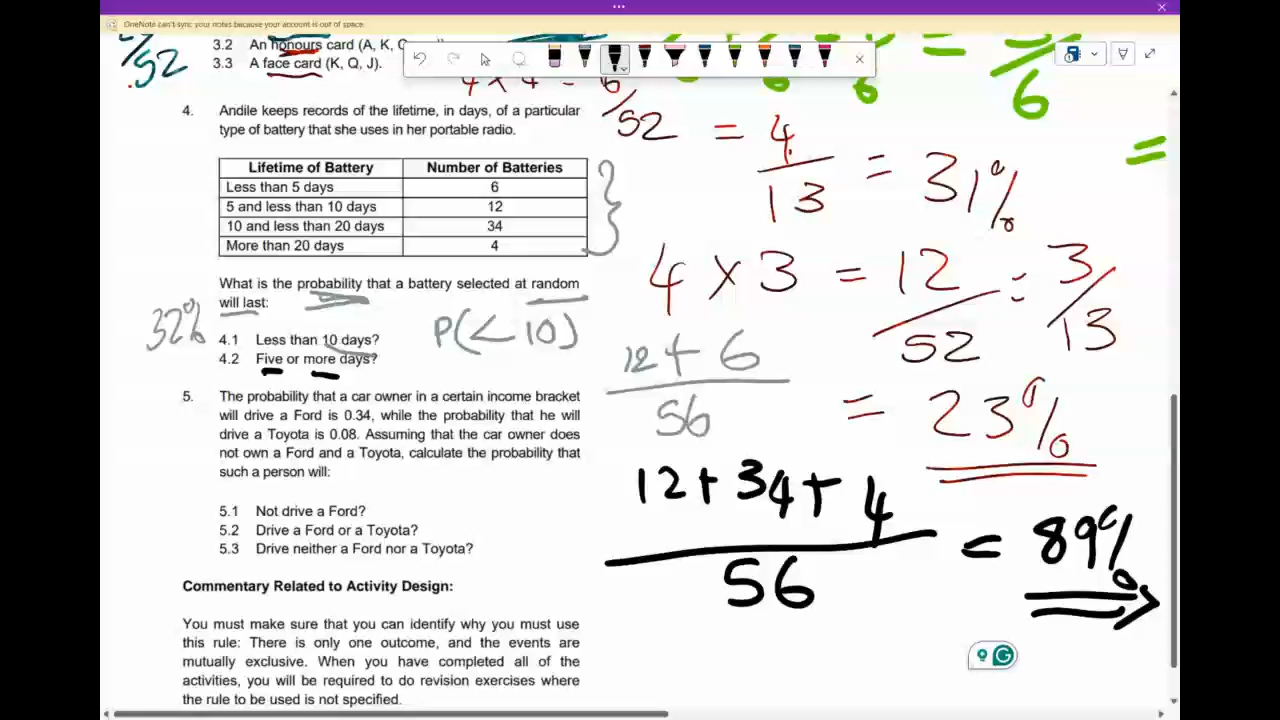 OneNote can't sync your notes because your account is out of space.
3.2 An honours card (A, K, Q
3.3 A face card (K, Q, J).
/52
6
/52 = 4/13 = 31%
4. Andile keeps records of the lifetime, in days, of a particular
type of battery that she uses in her portable radio.
Lifetime of Battery Number of Batteries
Less than 5 days 6
5 and less than 10 days 12
10 and less than 20 days 34
More than 20 days 4
What is the probability that a battery selected at random
will last:
4 × 3 = 12/52 = 3/13
= 23%
32%
4.1 Less than 10 days?
P(< 10)
4.2 Five or more days?
12 + 6
56
5. The probability that a car owner in a certain income bracket
will drive a Ford is 0.34, while the probability that he will
drive a Toyota is 0.08. Assuming that the car owner does
not own a Ford and a Toyota, calculate the probability that
such a person will:
12 + 34 + 4
56
= 89%
5.1 Not drive a Ford?
5.2 Drive a Ford or a Toyota?
5.3 Drive neither a Ford nor a Toyota?
Commentary Related to Activity Design:
You must make sure that you can identify why you must use
this rule: There is only one outcome, and the events are
mutually exclusive. When you have completed all of the
activities, you will be required to do revision exercises where
the rule to be used is not specified.